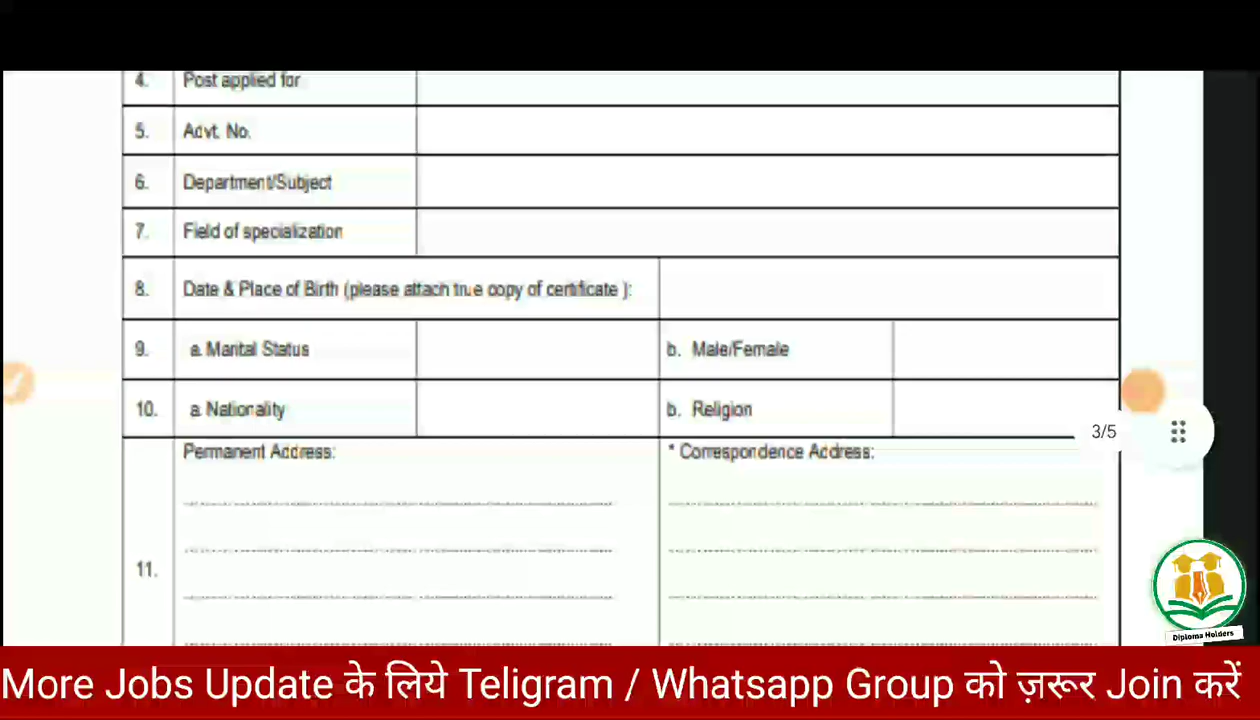 4. Post applied for
5. Advt. No.
6. Department/Subject
7. Field of specialization
8. Date & Place of Birth (please attach true copy of certificate ):
9. a. Marital Status b. Male/Female
10. a. Nationality b. Religion
3/5
Permanent Address: * Correspondence Address:
11.
Diploma Holders
More Jobs Update के लिये Teligram / Whatsapp Group को ज़रूर Join करें